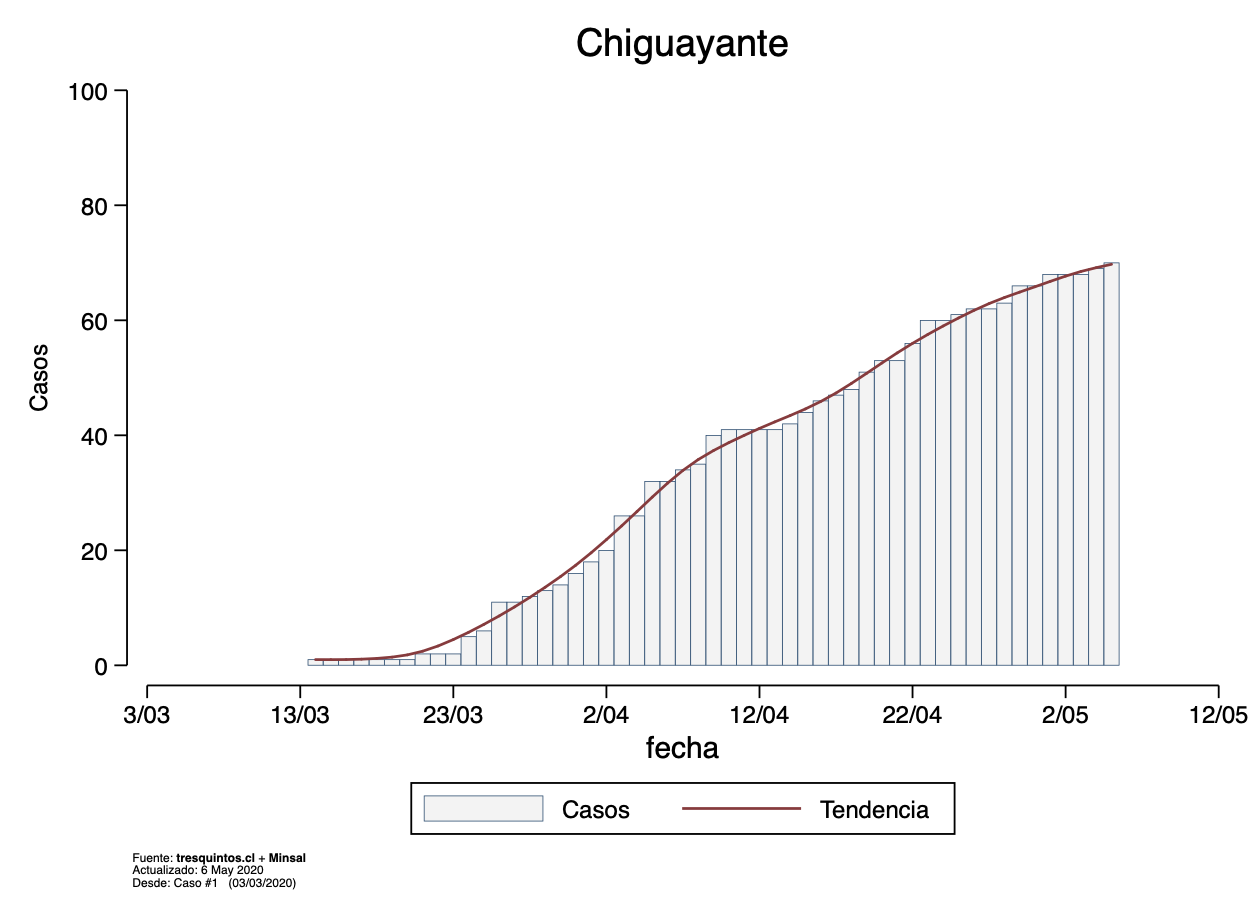 Chiguayante
100
80
60
40
20
0
Casos
3/03 13/03 23/03 2/04 12/04 22/04 2/05 12/05
fecha
Casos Tendencia
Fuente: tresquintos.cl + Minsal
Actualizado: 6 May 2020
Desde: Caso #1 (03/03/2020)